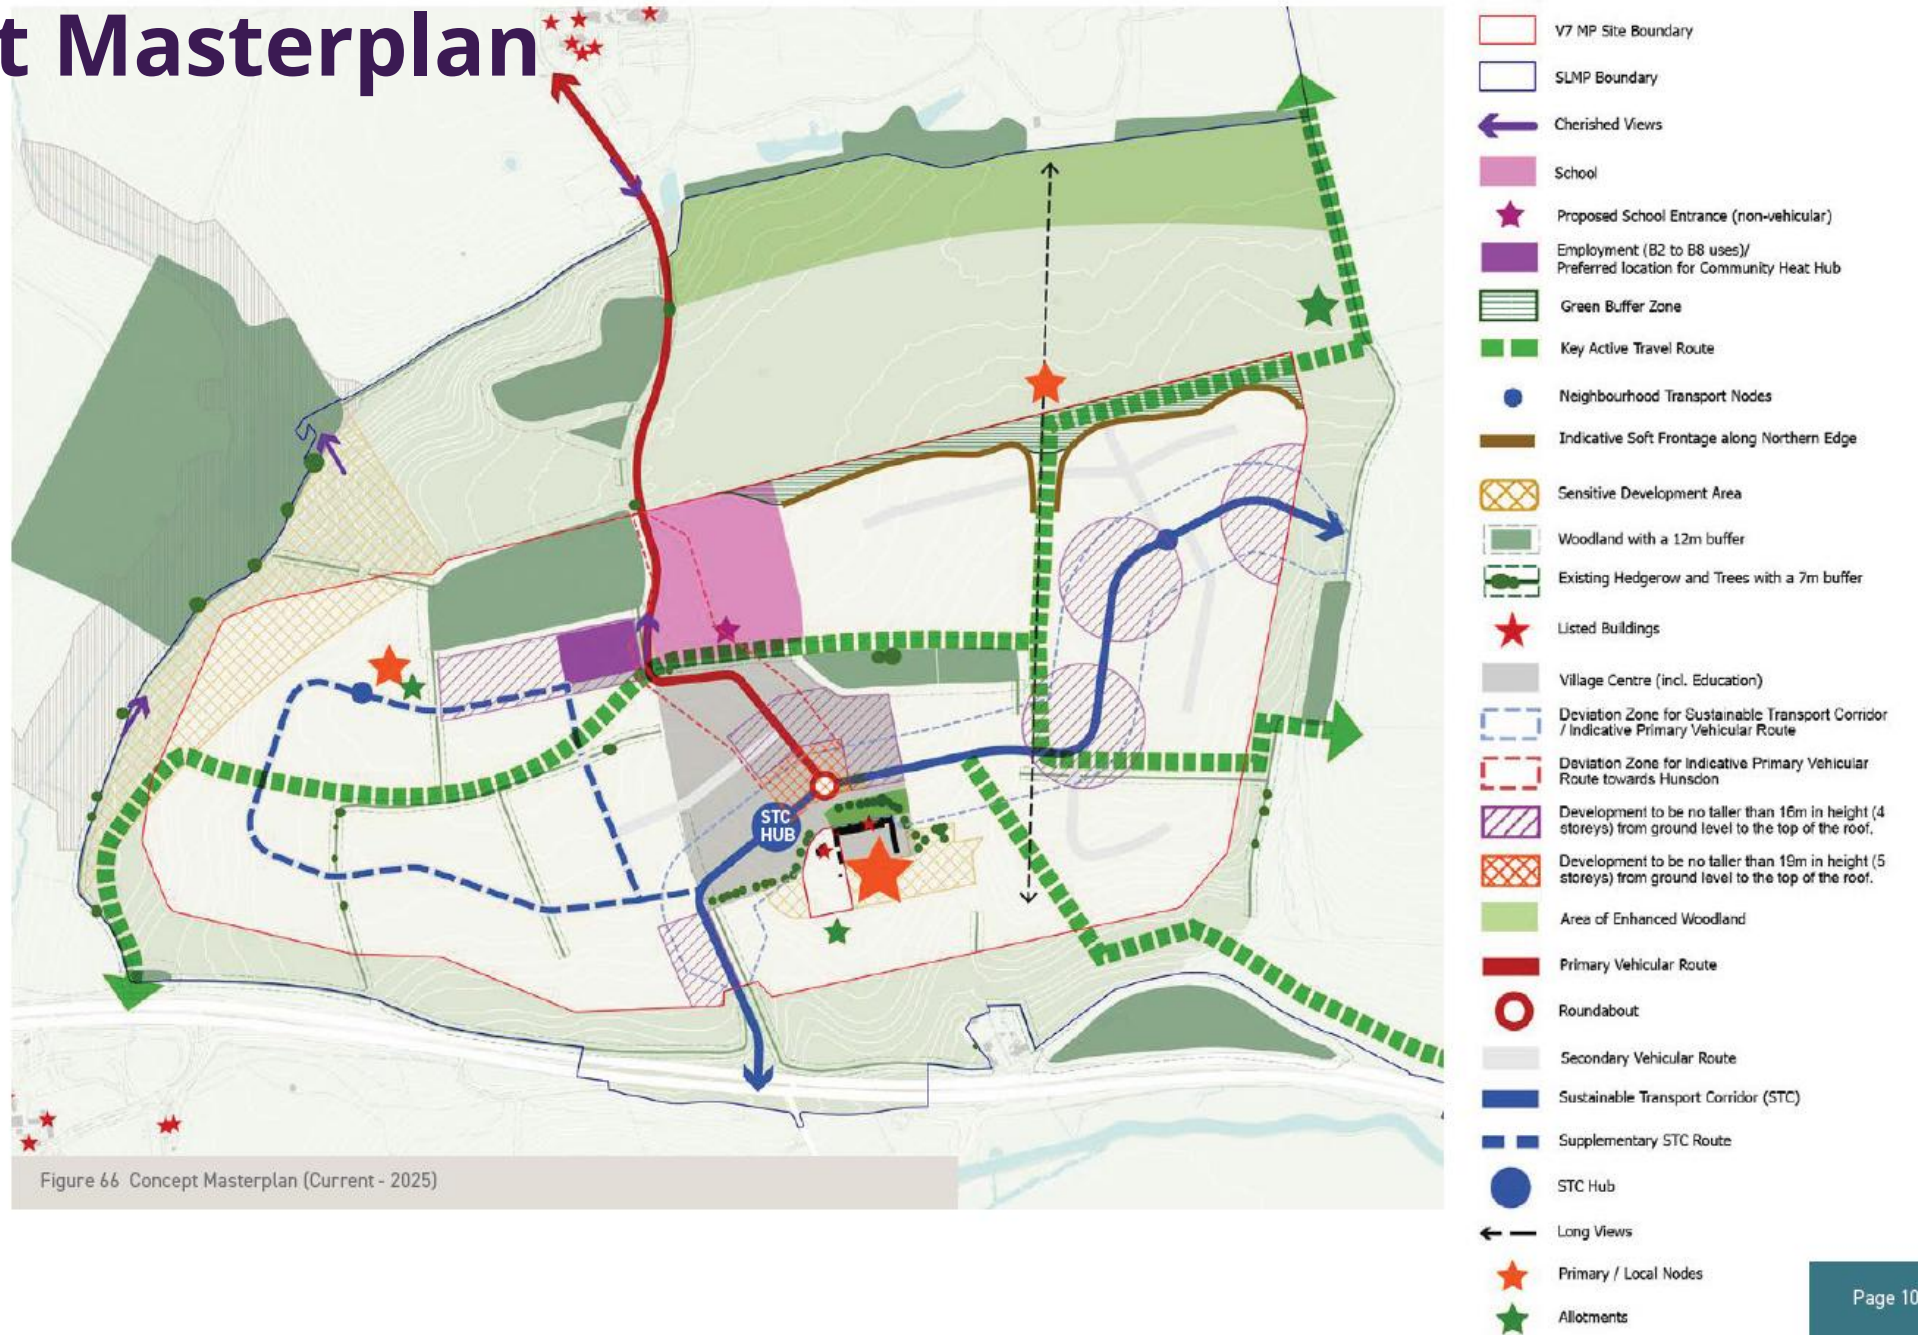 t Masterplan
STC
HUB
Figure 66 Concept Masterplan (Current - 2025)
V7 MP Site Boundary
SLMP Boundary
Cherished Views
School
Proposed School Entrance (non-vehicular)
Employment (B2 to B8 uses)/
Preferred location for Community Heat Hub
Green Buffer Zone
Key Active Travel Route
Neighbourhood Transport Nodes
Indicative Soft Frontage along Northern Edge
Sensitive Development Area
Woodland with a 12m buffer
Existing Hedgerow and Trees with a 7m buffer
Listed Buildings
Village Centre (incl. Education)
Deviation Zone for Sustainable Transport Corridor
/ Indicative Primary Vehicular Route
Deviation Zone for Indicative Primary Vehicular
Route towards Hunsdon
Development to be no taller than 16m in height (4
storeys) from ground level to the top of the roof.
Development to be no taller than 19m in height (5
storeys) from ground level to the top of the roof.
Area of Enhanced Woodland
Primary Vehicular Route
Roundabout
Secondary Vehicular Route
Sustainable Transport Corridor (STC)
Supplementary STC Route
STC Hub
Long Views
Primary / Local Nodes
Allotments
Page 10